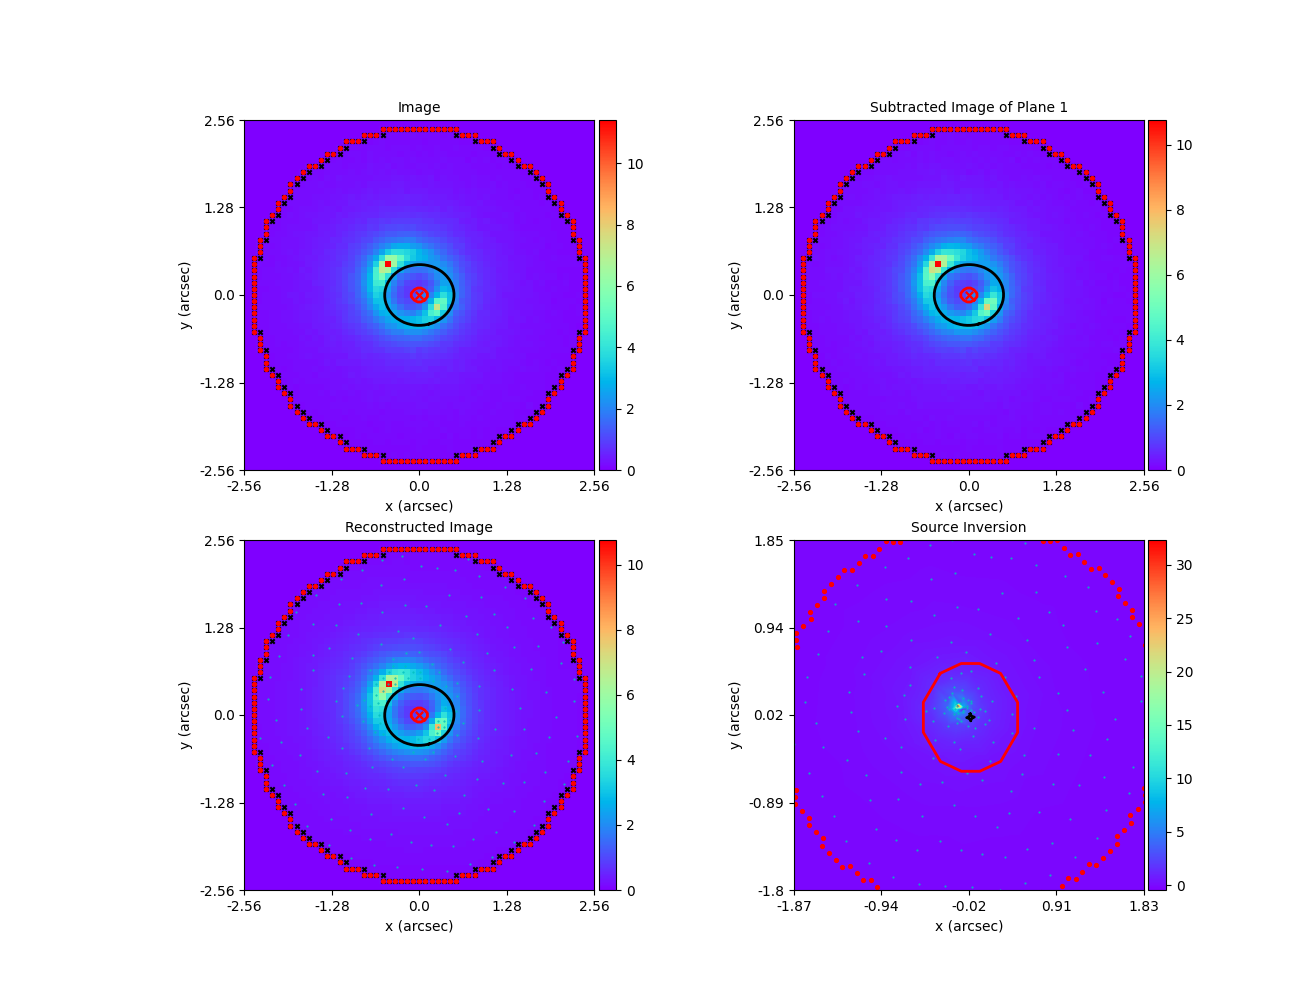 Image
2.56
1.28
0.0
-1.28
-2.56
y (arcsec)
-2.56 -1.28 0.0 1.28 2.56
x (arcsec)
10
8
6
4
2
0
Subtracted Image of Plane 1
2.56
1.28
0.0
-1.28
-2.56
y (arcsec)
-2.56 -1.28 0.0 1.28 2.56
x (arcsec)
10
8
6
4
2
0
Reconstructed Image
2.56
1.28
0.0
-1.28
-2.56
y (arcsec)
-2.56 -1.28 0.0 1.28 2.56
x (arcsec)
10
8
6
4
2
0
Source Inversion
1.85
0.94
0.02
-0.89
-1.8
y (arcsec)
-1.87 -0.94 -0.02 0.91 1.83
x (arcsec)
30
25
20
15
10
5
0